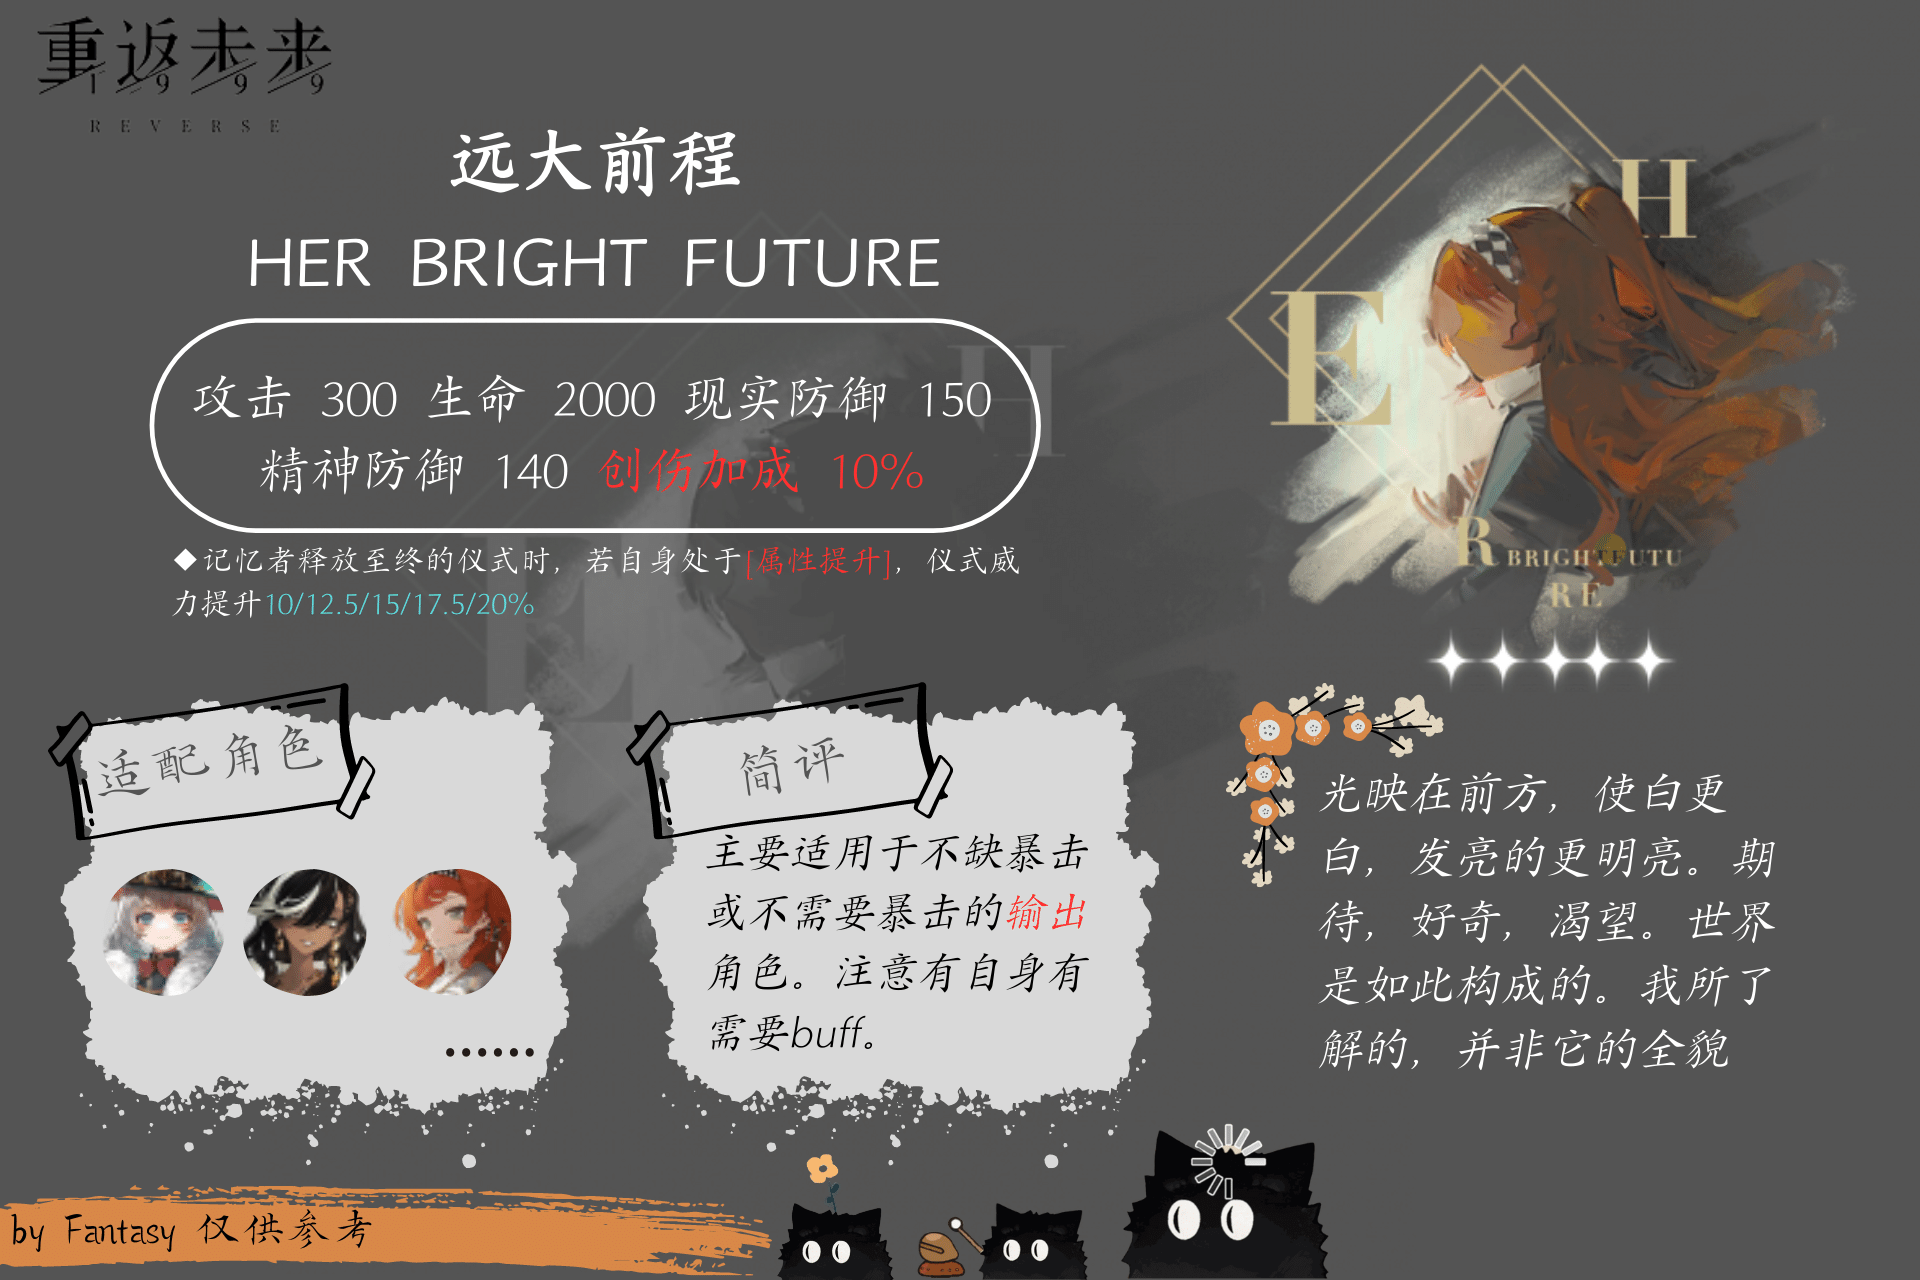 重返未来
1 9 9 9
REVERSE
远大前程
HER BRIGHT FUTURE
攻击 300 生命 2000 现实防御 150
精神防御 140 创伤加成 10%
◆记忆者释放至终的仪式时，若自身处于[属性提升]，仪式威
力提升10/12.5/15/17.5/20%
H
E
R BRIGHTFUTU
RE
适配角色
······
简评
主要适用于不缺暴击
或不需要暴击的输出
角色。注意有自身有
需要buff。
光映在前方，使白更
白，发亮的更明亮。期
待，好奇，渴望。世界
是如此构成的。我所了
解的，并非它的全貌
by Fantasy 仅供参考